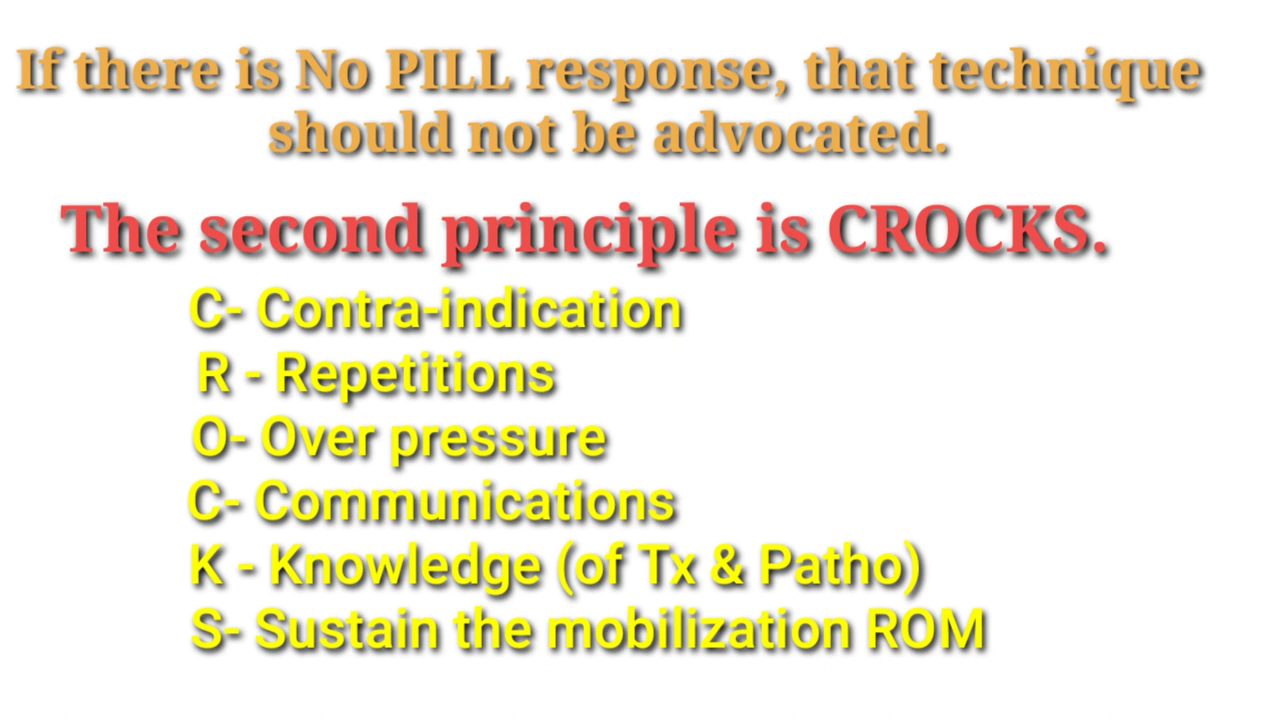 If there is No PILL response, that technique
should not be advocated.
The second principle is CROCKS.
C- Contra-indication
R - Repetitions
O- Over pressure
C- Communications
K - Knowledge (of Tx & Patho)
S- Sustain the mobilization ROM